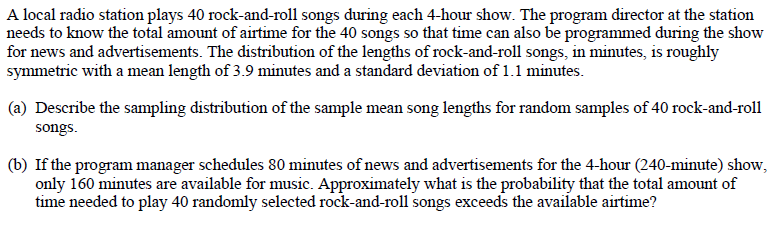 A local radio station plays 40 rock-and-roll songs during each 4-hour show. The program director at the station
needs to know the total amount of airtime for the 40 songs so that time can also be programmed during the show
for news and advertisements. The distribution of the lengths of rock-and-roll songs, in minutes, is roughly
symmetric with a mean length of 3.9 minutes and a standard deviation of 1.1 minutes.
(a) Describe the sampling distribution of the sample mean song lengths for random samples of 40 rock-and-roll
songs.
(b) If the program manager schedules 80 minutes of news and advertisements for the 4-hour (240-minute) show,
only 160 minutes are available for music. Approximately what is the probability that the total amount of
time needed to play 40 randomly selected rock-and-roll songs exceeds the available airtime?